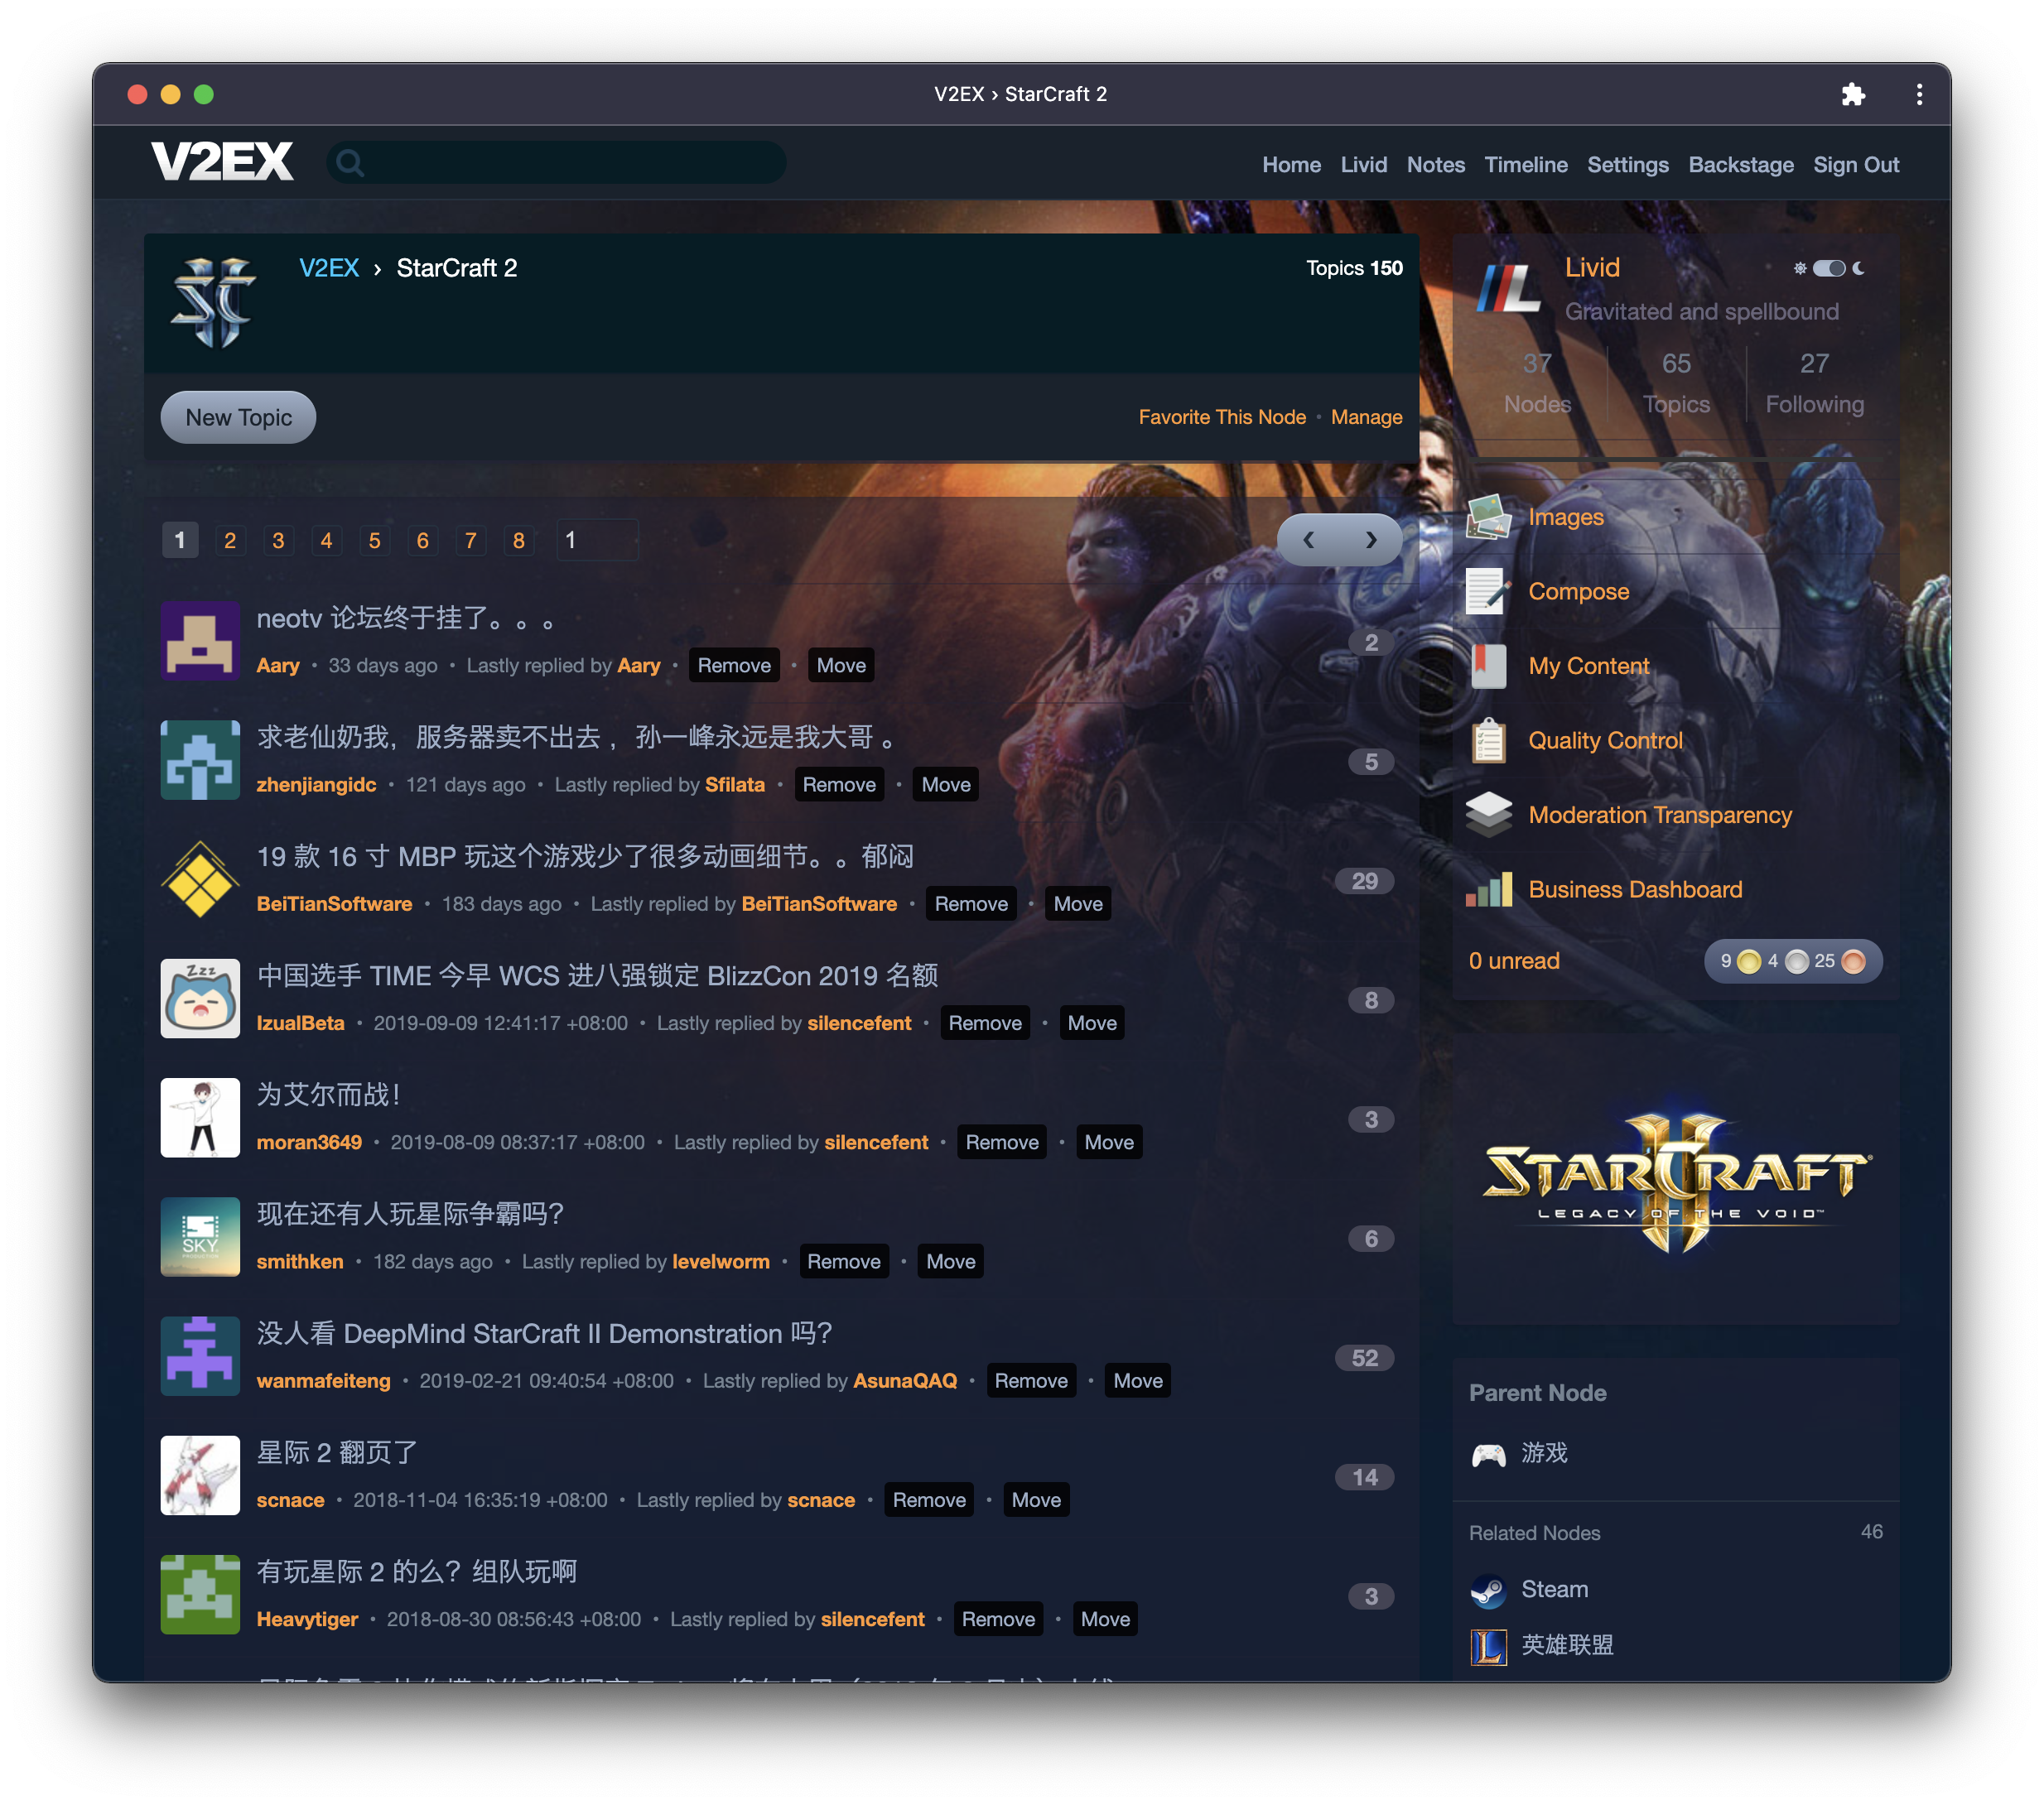 V2EX › StarCraft 2
V2EX
Home Livid Notes Timeline Settings Backstage Sign Out
V2EX › StarCraft 2
Topics 150
New Topic
Favorite This Node • Manage
1 2 3 4 5 6 7 8 1
❮ ❯
neotv 论坛终于挂了。。。
Aary • 33 days ago • Lastly replied by Aary • Remove • Move
2
求老仙奶我，服务器卖不出去 ，孙一峰永远是我大哥 。
zhenjiangidc • 121 days ago • Lastly replied by Sfilata • Remove • Move
5
19 款 16 寸 MBP 玩这个游戏少了很多动画细节。。郁闷
BeiTianSoftware • 183 days ago • Lastly replied by BeiTianSoftware • Remove • Move
29
Zzz
中国选手 TIME 今早 WCS 进八强锁定 BlizzCon 2019 名额
IzualBeta • 2019-09-09 12:41:17 +08:00 • Lastly replied by silencefent • Remove • Move
8
为艾尔而战！
moran3649 • 2019-08-09 08:37:17 +08:00 • Lastly replied by silencefent • Remove • Move
3
SKY
现在还有人玩星际争霸吗？
smithken • 182 days ago • Lastly replied by levelworm • Remove • Move
6
没人看 DeepMind StarCraft II Demonstration 吗？
wanmafeiteng • 2019-02-21 09:40:54 +08:00 • Lastly replied by AsunaQAQ • Remove • Move
52
星际 2 翻页了
scnace • 2018-11-04 16:35:19 +08:00 • Lastly replied by scnace • Remove • Move
14
有玩星际 2 的么？组队玩啊
Heavytiger • 2018-08-30 08:56:43 +08:00 • Lastly replied by silencefent • Remove • Move
3
Livid
Gravitated and spellbound
37 65 27
Nodes Topics Following
Images
Compose
My Content
Quality Control
Moderation Transparency
Business Dashboard
0 unread
9 4 25
STARCRAFT II
LEGACY OF THE VOID™
Parent Node
游戏
Related Nodes 46
Steam
英雄联盟